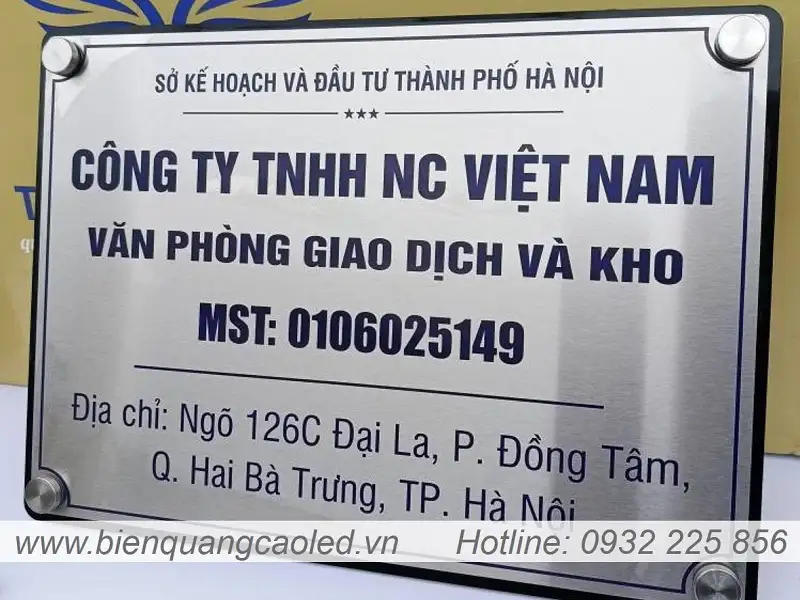 SỞ KẾ HOẠCH VÀ ĐẦU TƯ THÀNH PHỐ HÀ NỘI
CÔNG TY TNHH NC VIỆT NAM
VĂN PHÒNG GIAO DỊCH VÀ KHO
MST: 0106025149
Địa chỉ: Ngõ 126C Đại La, P. Đồng Tâm,
Q. Hai Bà Trưng, TP. Hà Nội
www.bienquangcaoled.vn Hotline: 0932 225 856